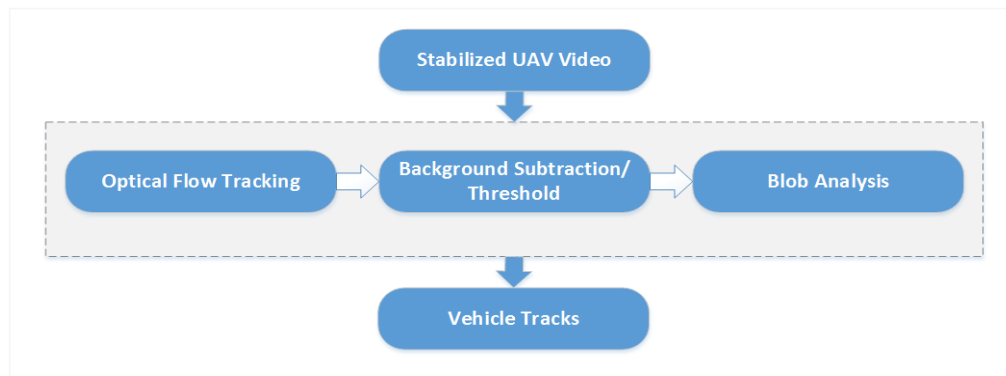 Stabilized UAV Video
Optical Flow Tracking
Background Subtraction/
Threshold
Blob Analysis
Vehicle Tracks